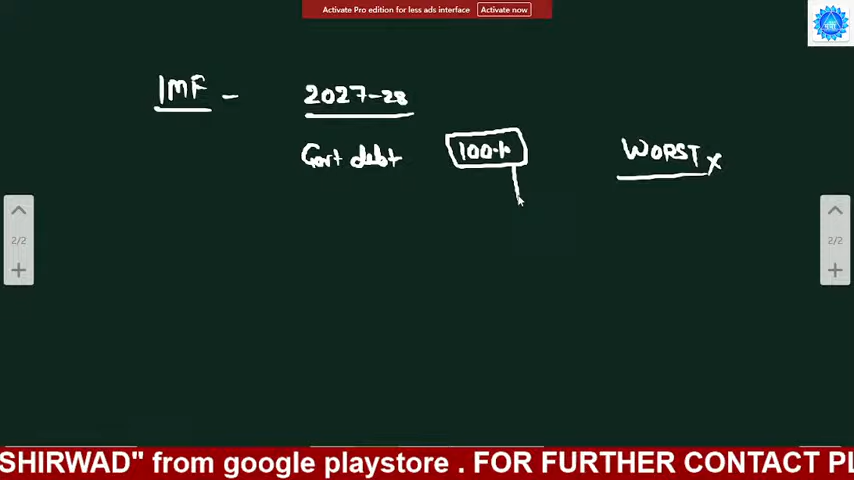 Activate Pro edition for less ads interface Activate now
IMF - 2027-28
Govt debt 100% WORST x
2/2 2/2
SHIRWAD" from google playstore . FOR FURTHER CONTACT PL